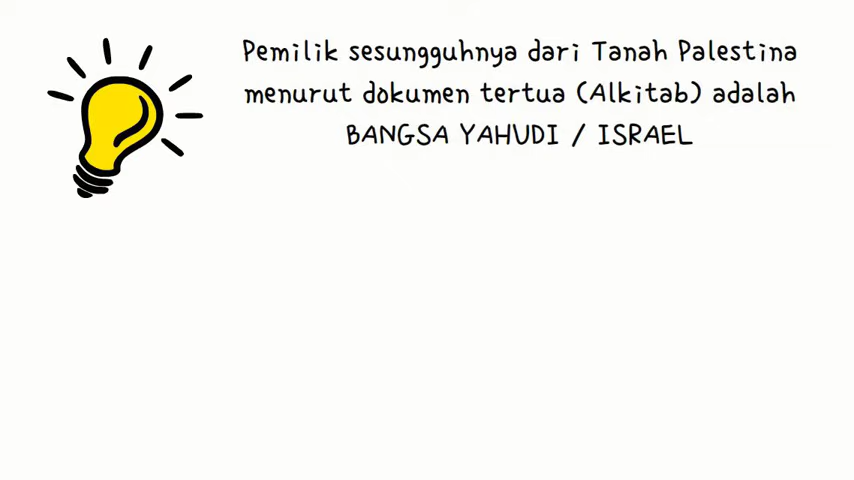 Pemilik sesungguhnya dari Tanah Palestina
menurut dokumen tertua (Alkitab) adalah
BANGSA YAHUDI / ISRAEL